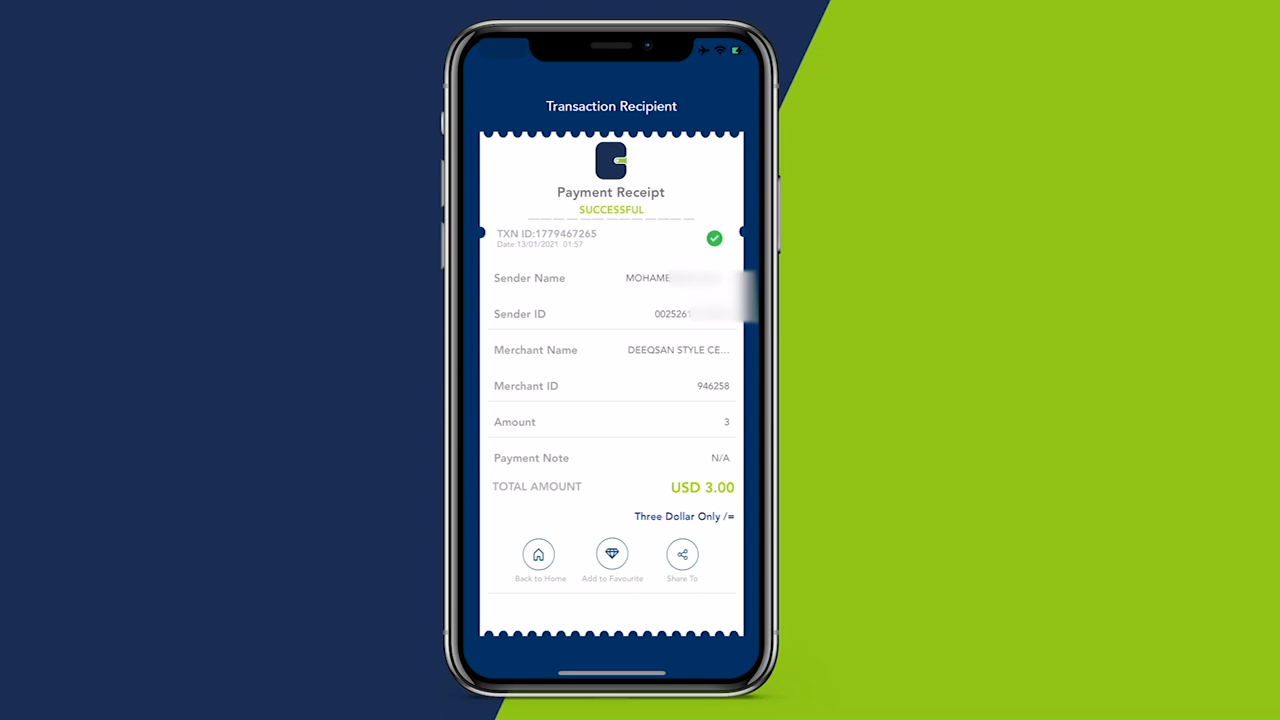 Transaction Recipient
Payment Receipt
SUCCESSFUL
TXN ID:1779467265
Date:13/01/2021 01:57
Sender Name MOHAME
Sender ID 002526
Merchant Name DEEQSAN STYLE CE...
Merchant ID 946258
Amount 3
Payment Note N/A
TOTAL AMOUNT USD 3.00
Three Dollar Only /=
Back to Home Add to Favourite Share To